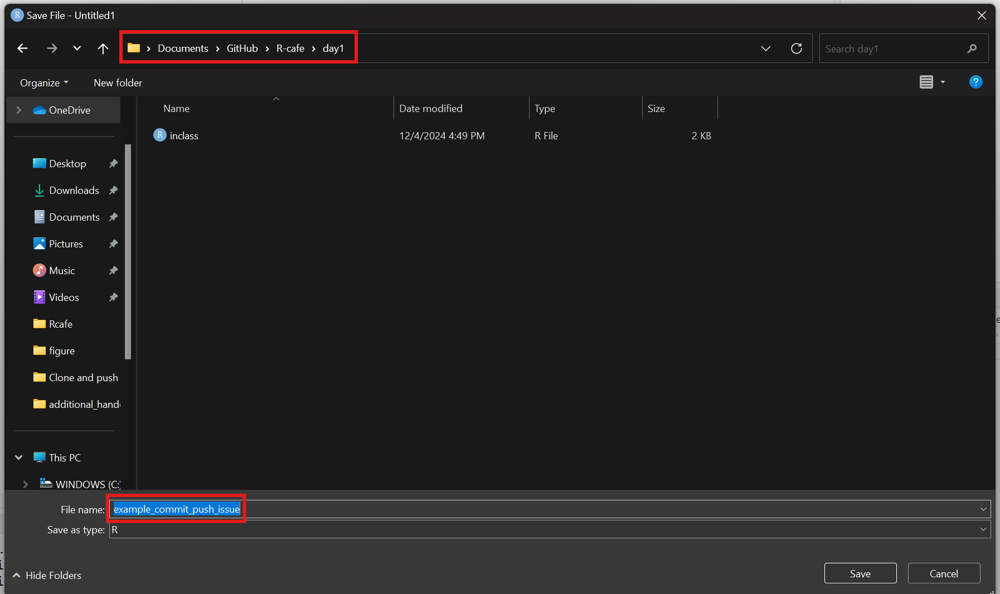 R Save File - Untitled1
Documents > GitHub > R-cafe > day1
Search day1
Organize
New folder
?
OneDrive
Name
Date modified
Type
Size
R inclass
12/4/2024 4:49 PM
R File
2 KB
Desktop
Downloads
Documents
Pictures
Music
Videos
Rcafe
figure
Clone and push
additional_hand
This PC
WINDOWS (C:)
File name: example_commit_push_issue
Save as type: R
Hide Folders
Save
Cancel